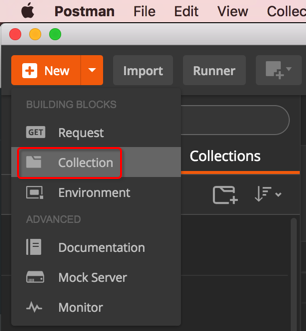 Postman File Edit View Collec
New Import Runner
BUILDING BLOCKS
GET Request
Collection
Collections
Environment
ADVANCED
Documentation
Mock Server
Monitor